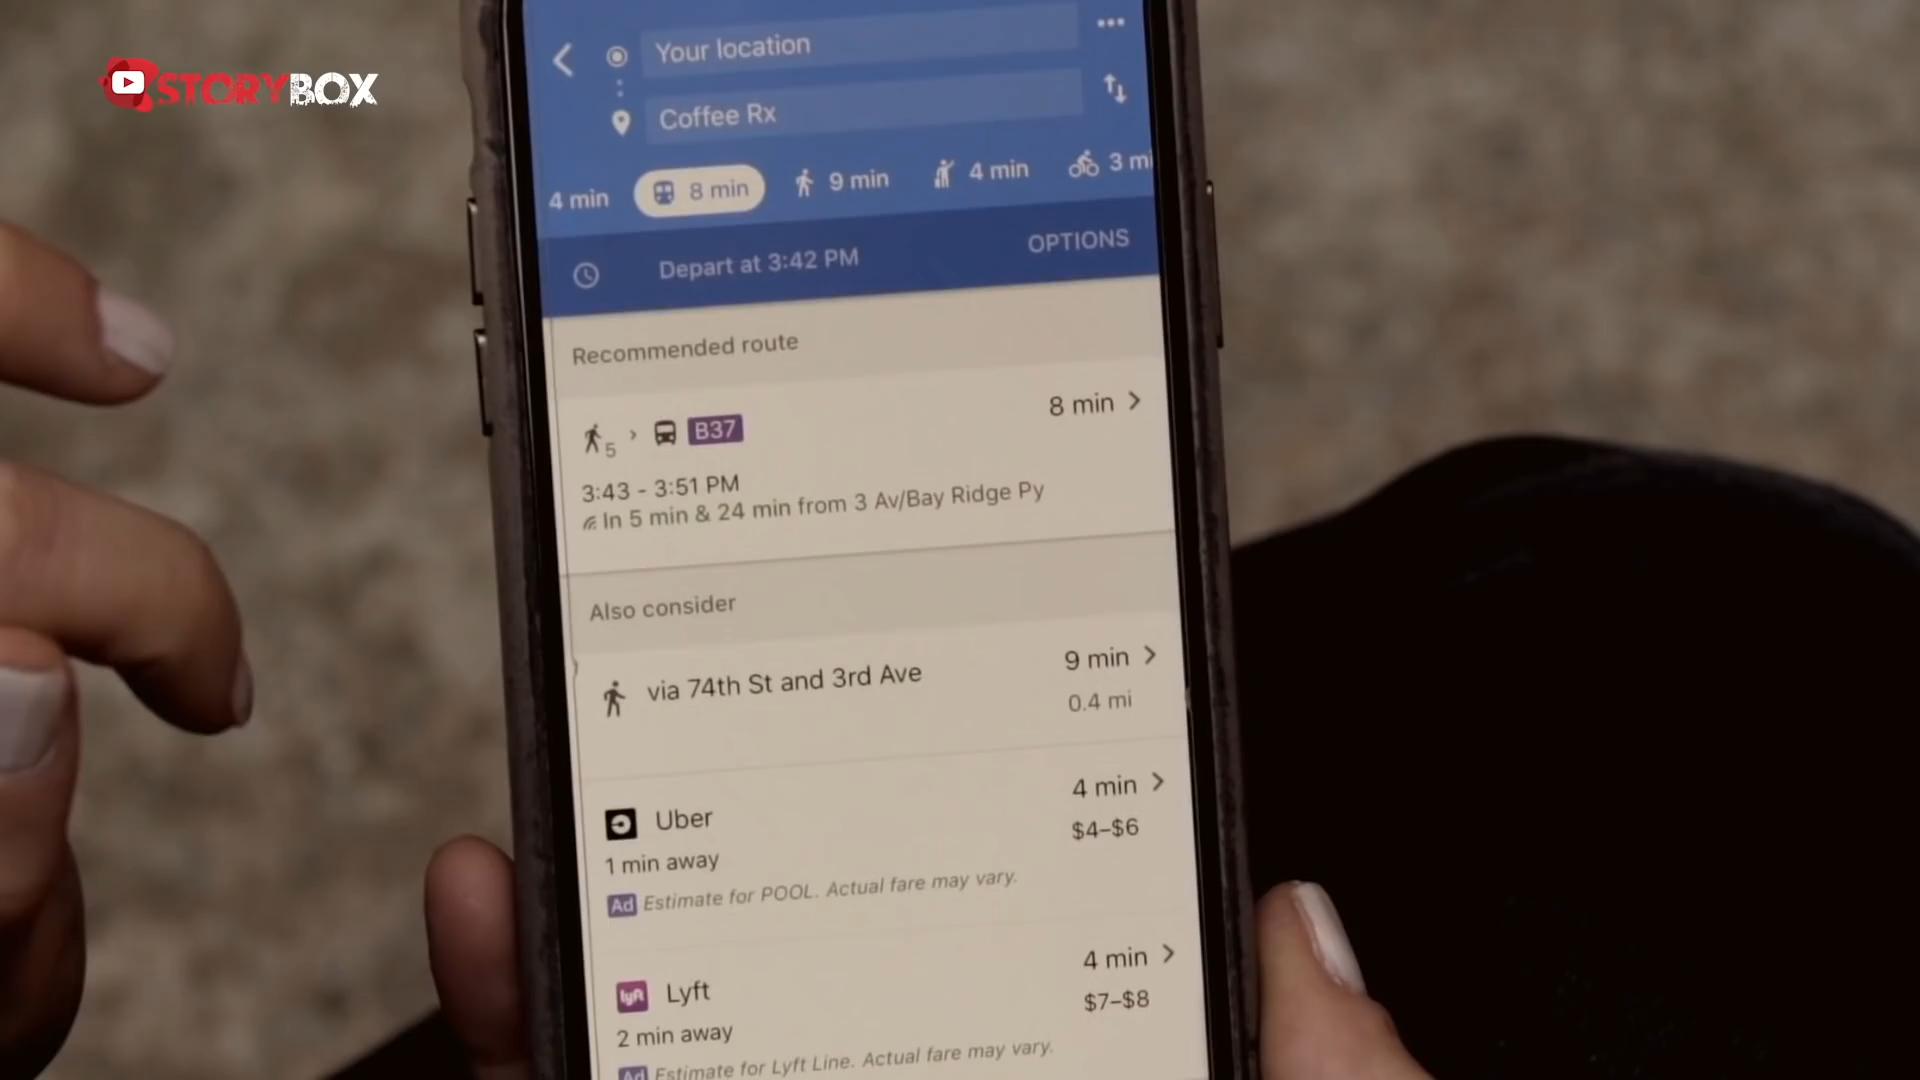 STORYBOX
Your location
Coffee Rx
4 min 8 min 9 min 4 min 3 mi
Depart at 3:42 PM OPTIONS
Recommended route
5 B37 8 min
3:43 - 3:51 PM
In 5 min & 24 min from 3 Av/Bay Ridge Py
Also consider
via 74th St and 3rd Ave 9 min
0.4 mi
Uber 4 min
1 min away $4–$6
Ad Estimate for POOL. Actual fare may vary.
lyft Lyft 4 min
2 min away $7–$8
Ad Estimate for Lyft Line. Actual fare may vary.